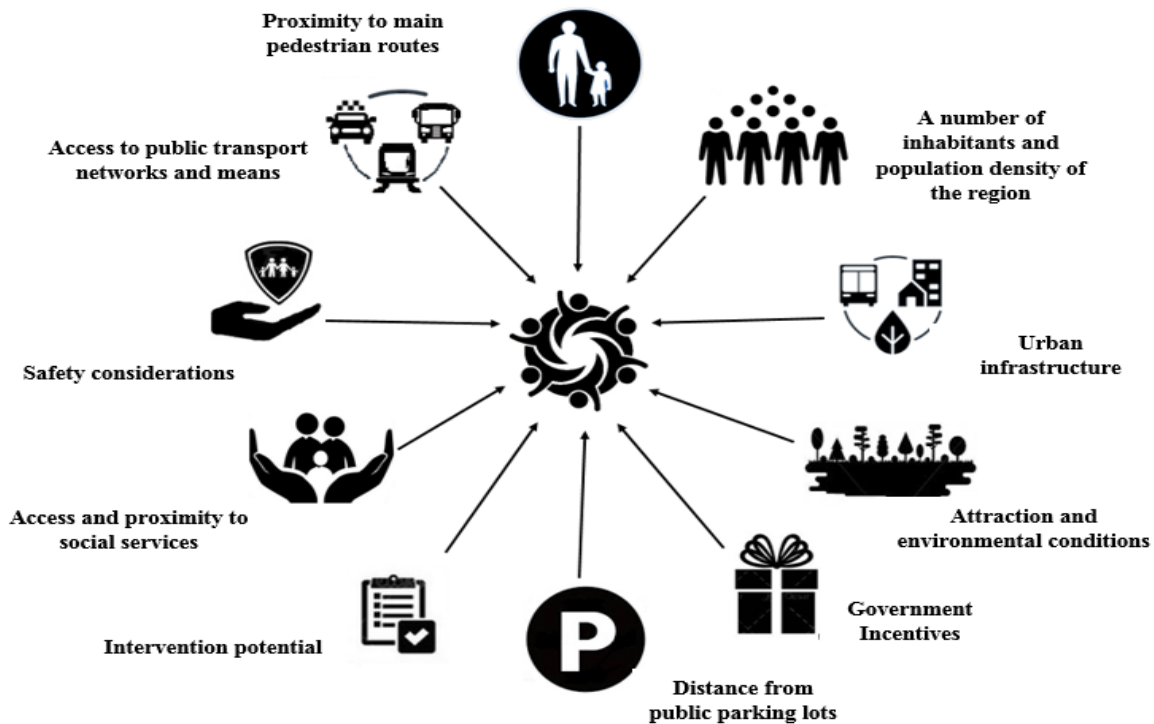 Proximity to main
pedestrian routes
Access to public transport
networks and means
A number of
inhabitants and
population density of
the region
Safety considerations
Urban
infrastructure
Access and proximity to
social services
Attraction and
environmental conditions
Intervention potential
P
Government
Incentives
Distance from
public parking lots